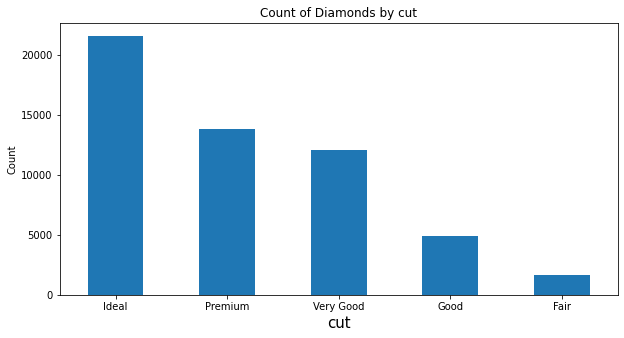 Count of Diamonds by cut
20000
15000
10000
5000
0
Count
Ideal Premium Very Good Good Fair
cut